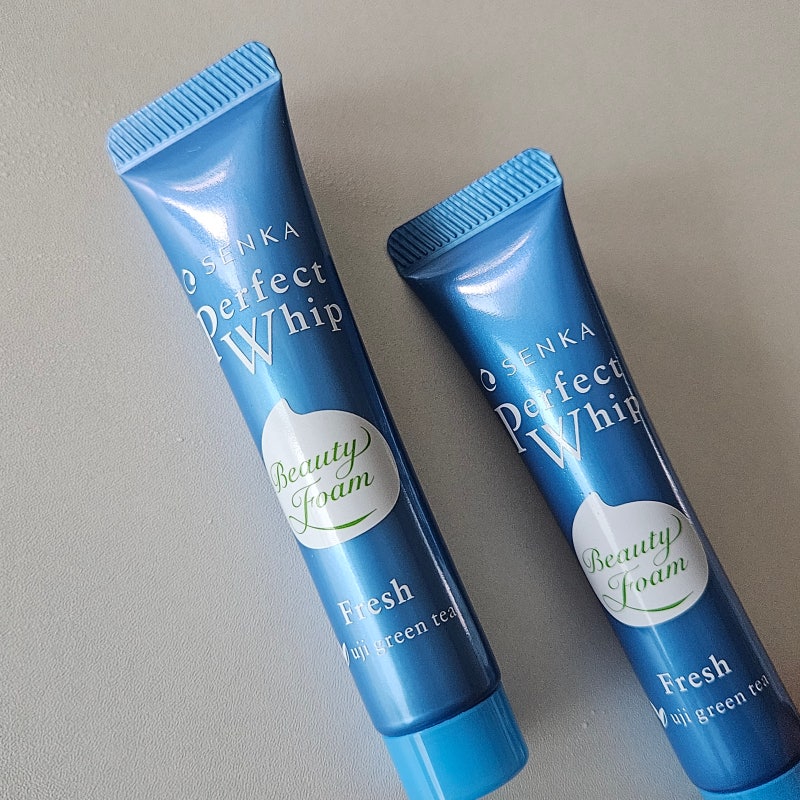 SENKA
Perfect
Whip
Beauty
Foam
Fresh
uji green tea
SENKA
Perfect
Whip
Beauty
Foam
Fresh
uji green tea